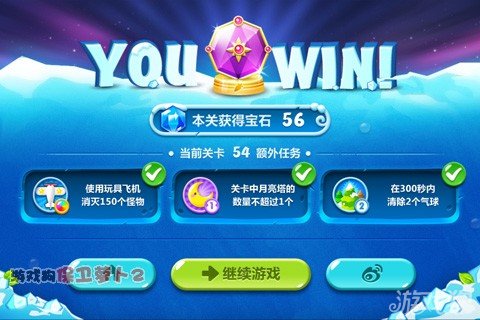 YOU WIN!
本关获得宝石 56
当前关卡 54 额外任务
使用玩具飞机
消灭150个怪物
关卡中月亮塔的
数量不超过1个
在300秒内
清除2个气球
1
2
游戏狗保卫萝卜2
继续游戏